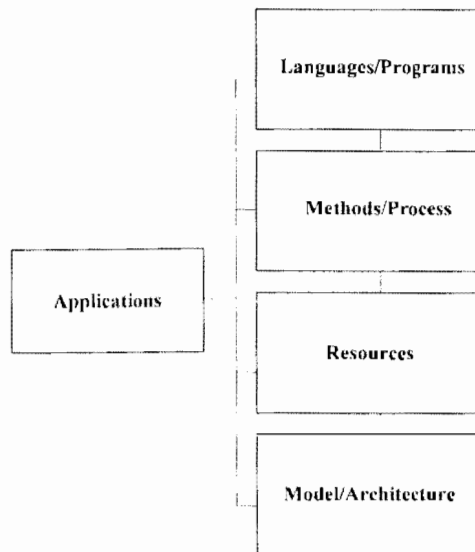 Languages/Programs
Methods/Process
Applications
Resources
Model/Architecture